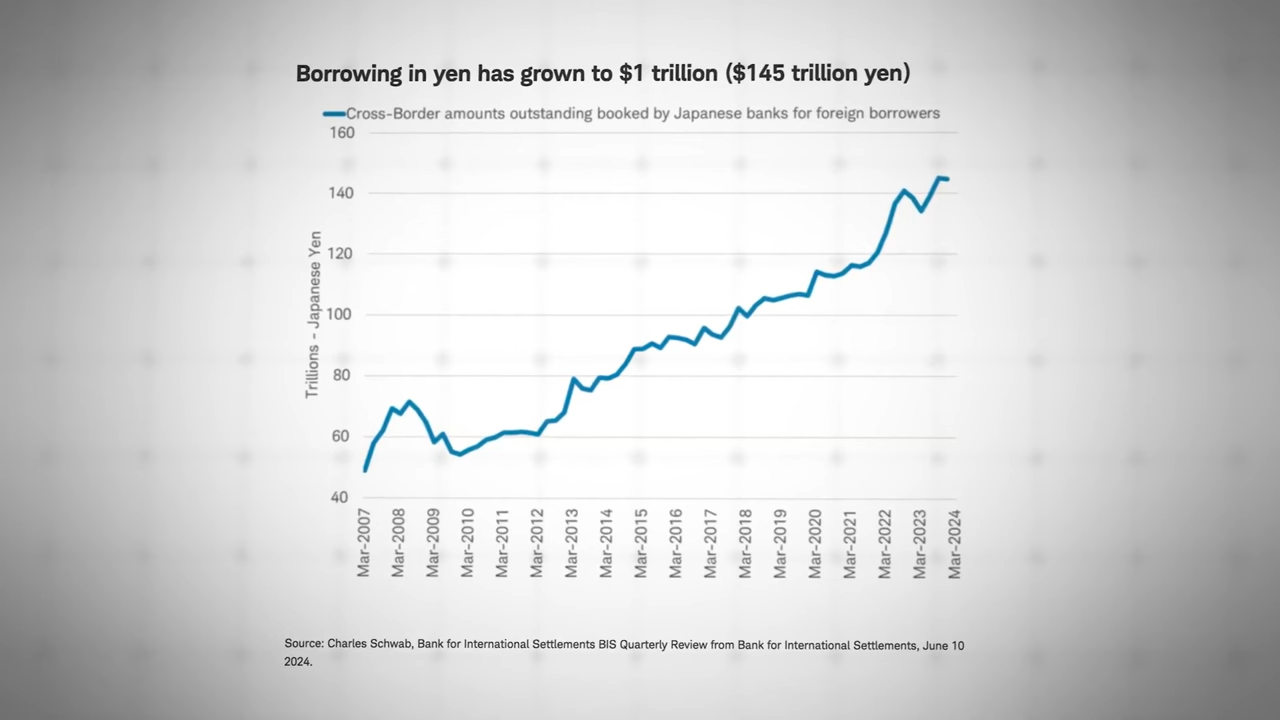 Borrowing in yen has grown to $1 trillion ($145 trillion yen)
Cross-Border amounts outstanding booked by Japanese banks for foreign borrowers
160
140
120
100
80
60
40
Trillions - Japanese Yen
Mar-2007
Mar-2008
Mar-2009
Mar-2010
Mar-2011
Mar-2012
Mar-2013
Mar-2014
Mar-2015
Mar-2016
Mar-2017
Mar-2018
Mar-2019
Mar-2020
Mar-2021
Mar-2022
Mar-2023
Mar-2024
Source: Charles Schwab, Bank for International Settlements BIS Quarterly Review from Bank for International Settlements, June 10
2024.